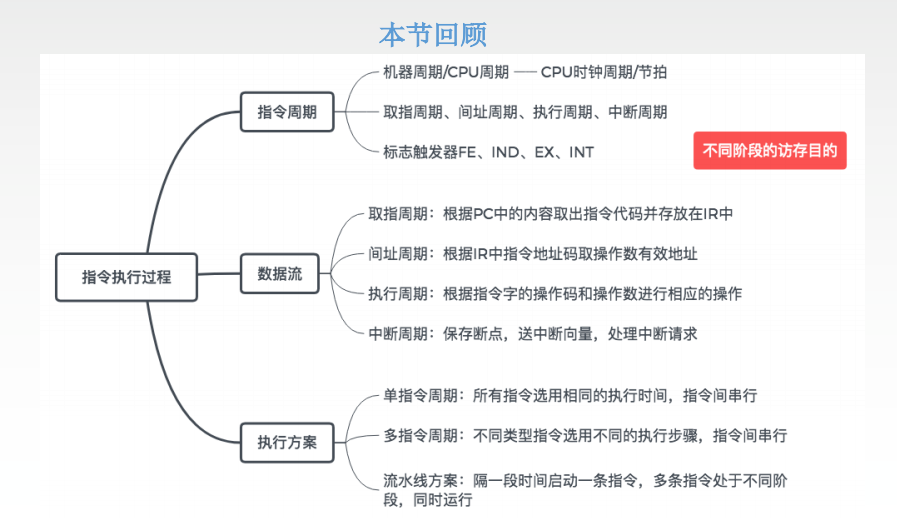 本节回顾
机器周期/CPU周期 —— CPU时钟周期/节拍
指令周期
取指周期、间址周期、执行周期、中断周期
标志触发器FE、IND、EX、INT
不同阶段的访存目的
取指周期：根据PC中的内容取出指令代码并存放在IR中
间址周期：根据IR中指令地址码取操作数有效地址
指令执行过程
数据流
执行周期：根据指令字的操作码和操作数进行相应的操作
中断周期：保存断点，送中断向量，处理中断请求
单指令周期：所有指令选用相同的执行时间，指令间串行
执行方案
多指令周期：不同类型指令选用不同的执行步骤，指令间串行
流水线方案：隔一段时间启动一条指令，多条指令处于不同阶
段，同时运行